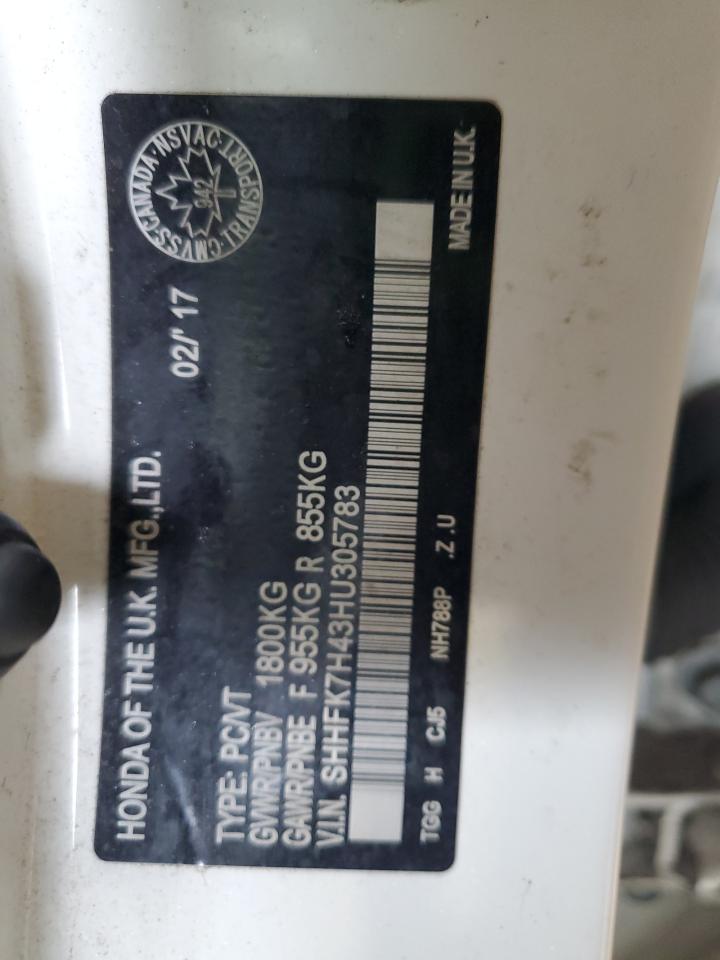 HONDA OF THE U.K. MFG.,LTD.
02/' 17
CMVSS·CANADA·NSVAC·TRANSPORT
942
TYPE: PC/VT
GVWR/PNBV 1800KG
GAWR/PNBE F 955KG R 855KG
V.I.N. SHHFK7H43HU305783
TGG H CJ5 NH788P .Z.U
MADE IN U.K.